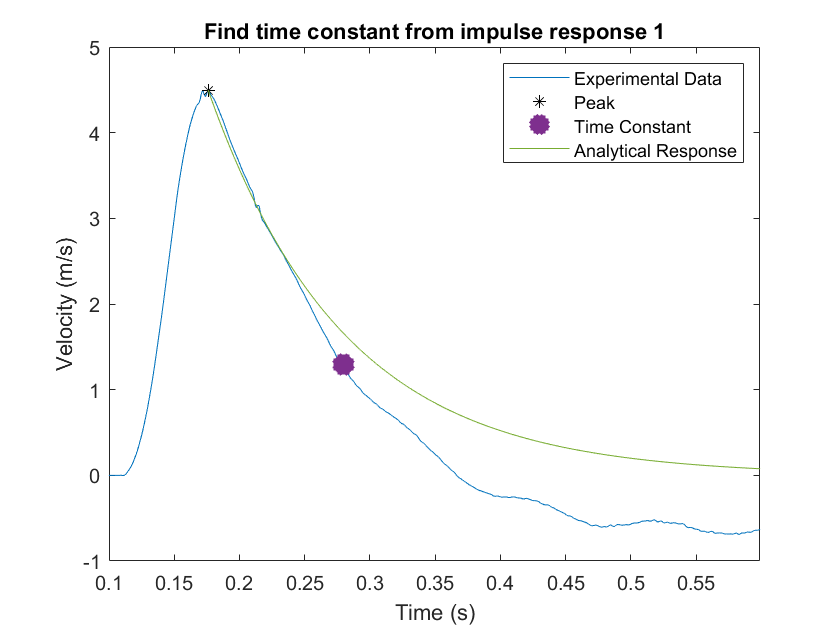 Find time constant from impulse response 1
Experimental Data
Peak
Time Constant
Analytical Response
Velocity (m/s)
5
4
3
2
1
0
-1
0.1 0.15 0.2 0.25 0.3 0.35 0.4 0.45 0.5 0.55
Time (s)